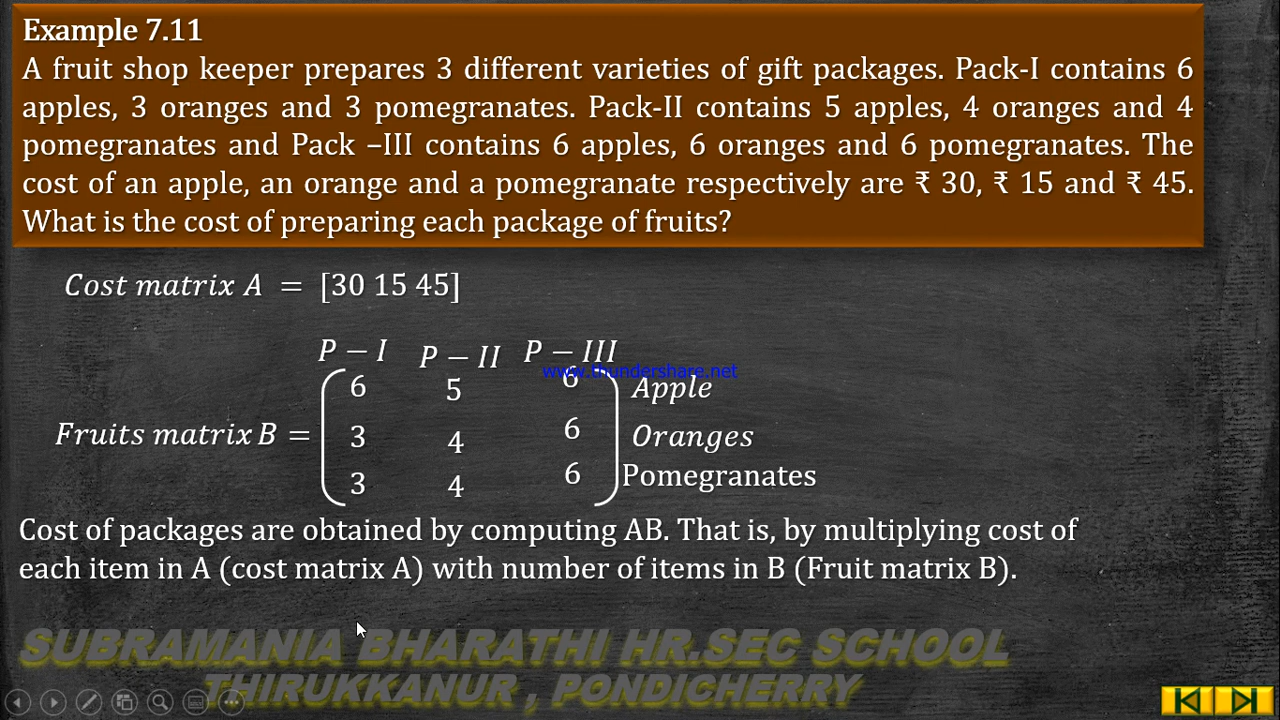 Example 7.11
A fruit shop keeper prepares 3 different varieties of gift packages. Pack-I contains 6
apples, 3 oranges and 3 pomegranates. Pack-II contains 5 apples, 4 oranges and 4
pomegranates and Pack –III contains 6 apples, 6 oranges and 6 pomegranates. The
cost of an apple, an orange and a pomegranate respectively are ₹ 30, ₹ 15 and ₹ 45.
What is the cost of preparing each package of fruits?
Cost matrix A = [30 15 45]
P − I P − II P − III
www.thundershare.net
6 5 6 Apple
Fruits matrix B = 3 4 6 Oranges
3 4 6 Pomegranates
Cost of packages are obtained by computing AB. That is, by multiplying cost of
each item in A (cost matrix A) with number of items in B (Fruit matrix B).
SUBRAMANIA BHARATHI HR.SEC SCHOOL
THIRUKKANUR , PONDICHERRY